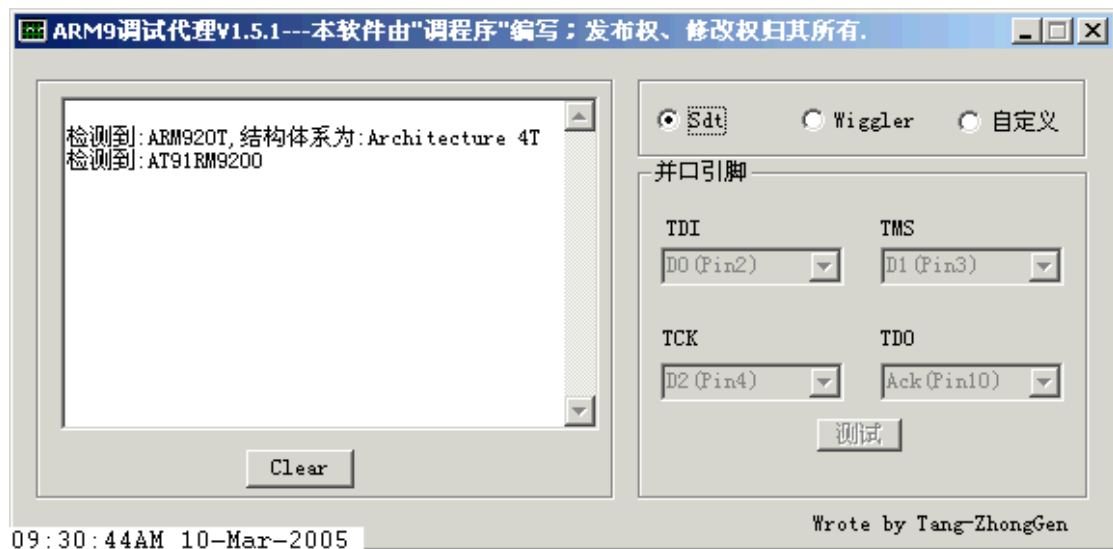 ARM9调试代理V1.5.1---本软件由"调程序"编写；发布权、修改权归其所有.
检测到:ARM920T,结构体系为:Architecture 4T
检测到:AT91RM9200
Clear
Sdt Wiggler 自定义
并口引脚
TDI TMS
D0(Pin2) D1(Pin3)
TCK TDO
D2(Pin4) Ack(Pin10)
测试
Wrote by Tang-ZhongGen
09:30:44AM 10-Mar-2005